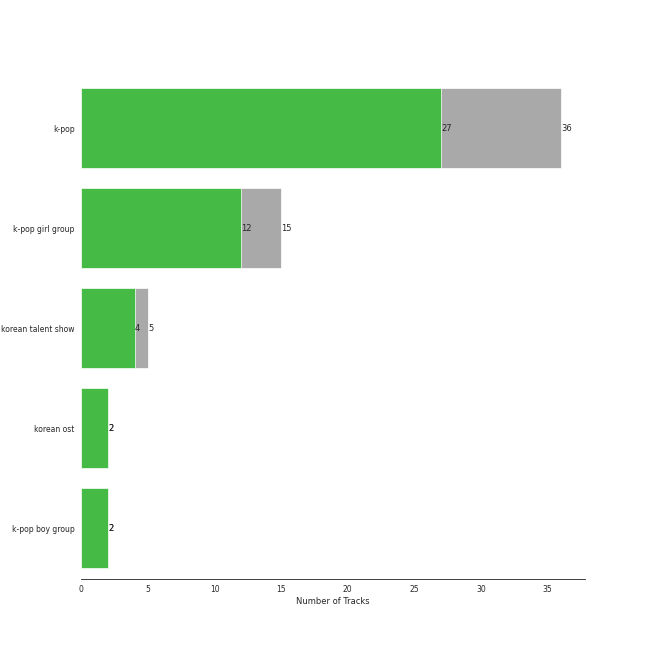 k-pop 27 36
k-pop girl group 12 15
korean talent show 4 5
korean ost 2
k-pop boy group 2
0 5 10 15 20 25 30 35
Number of Tracks